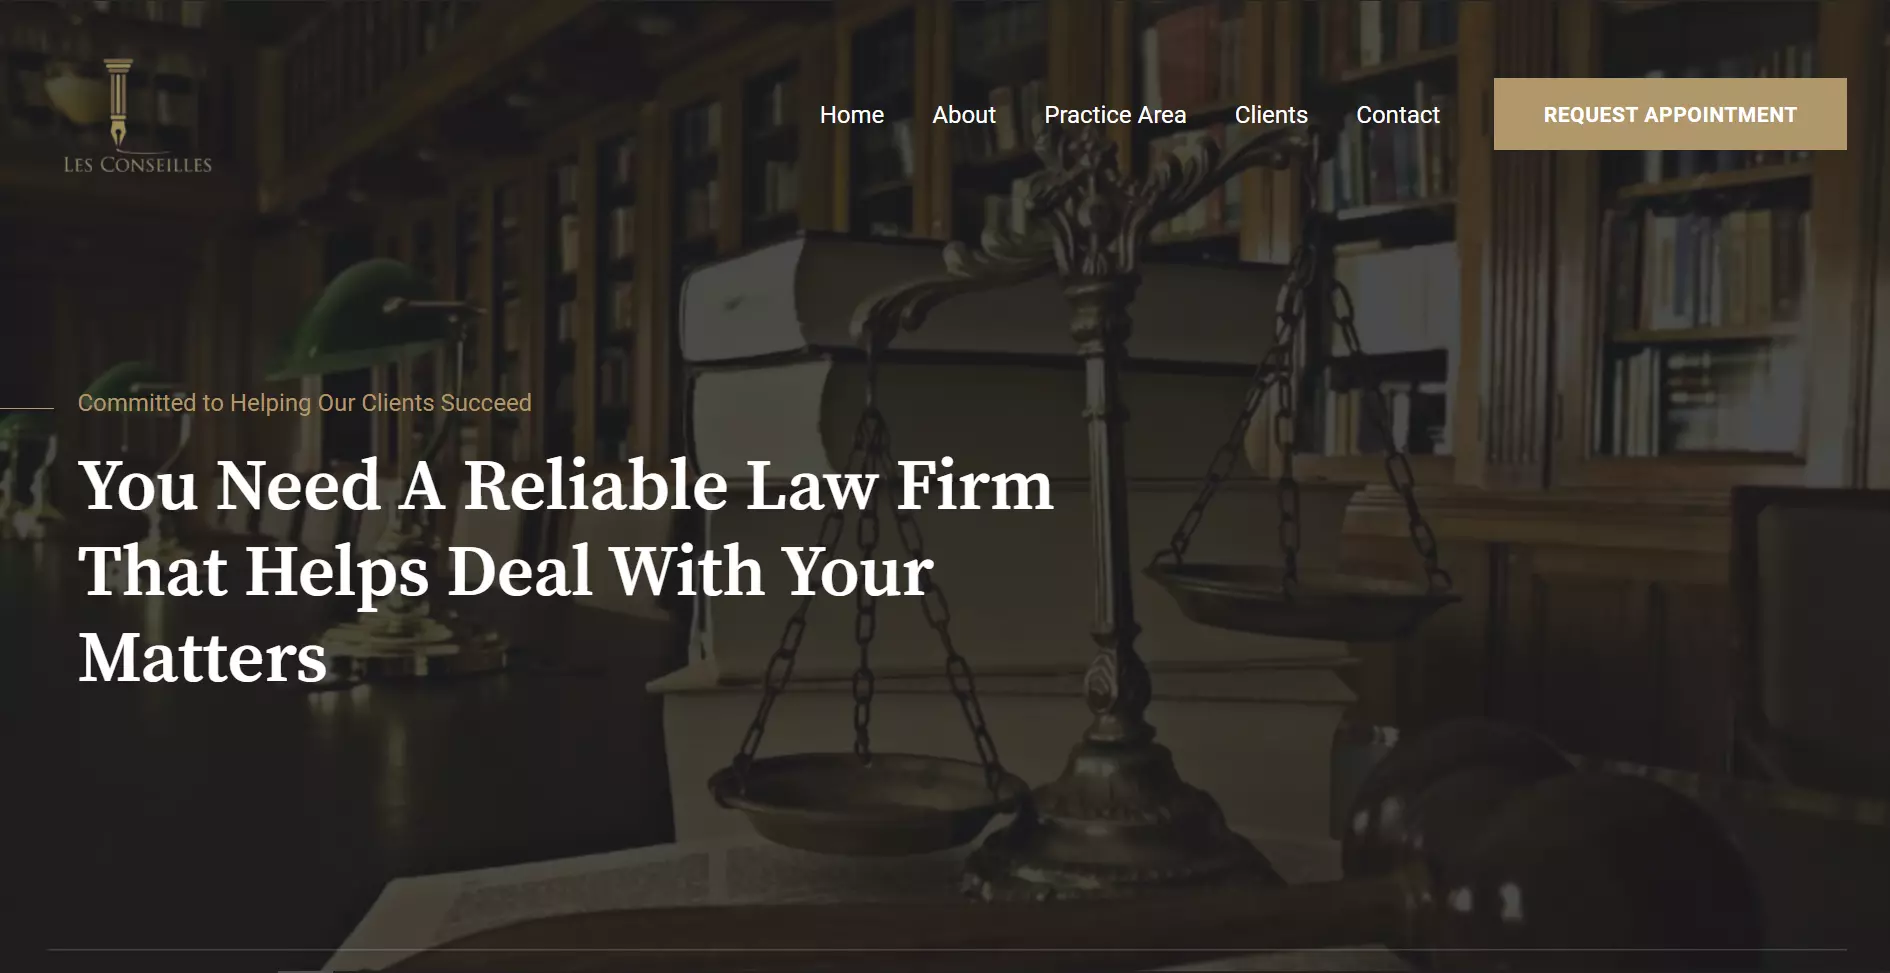 LES CONSEILLES
Home About Practice Area Clients Contact REQUEST APPOINTMENT
Committed to Helping Our Clients Succeed
You Need A Reliable Law Firm
That Helps Deal With Your
Matters